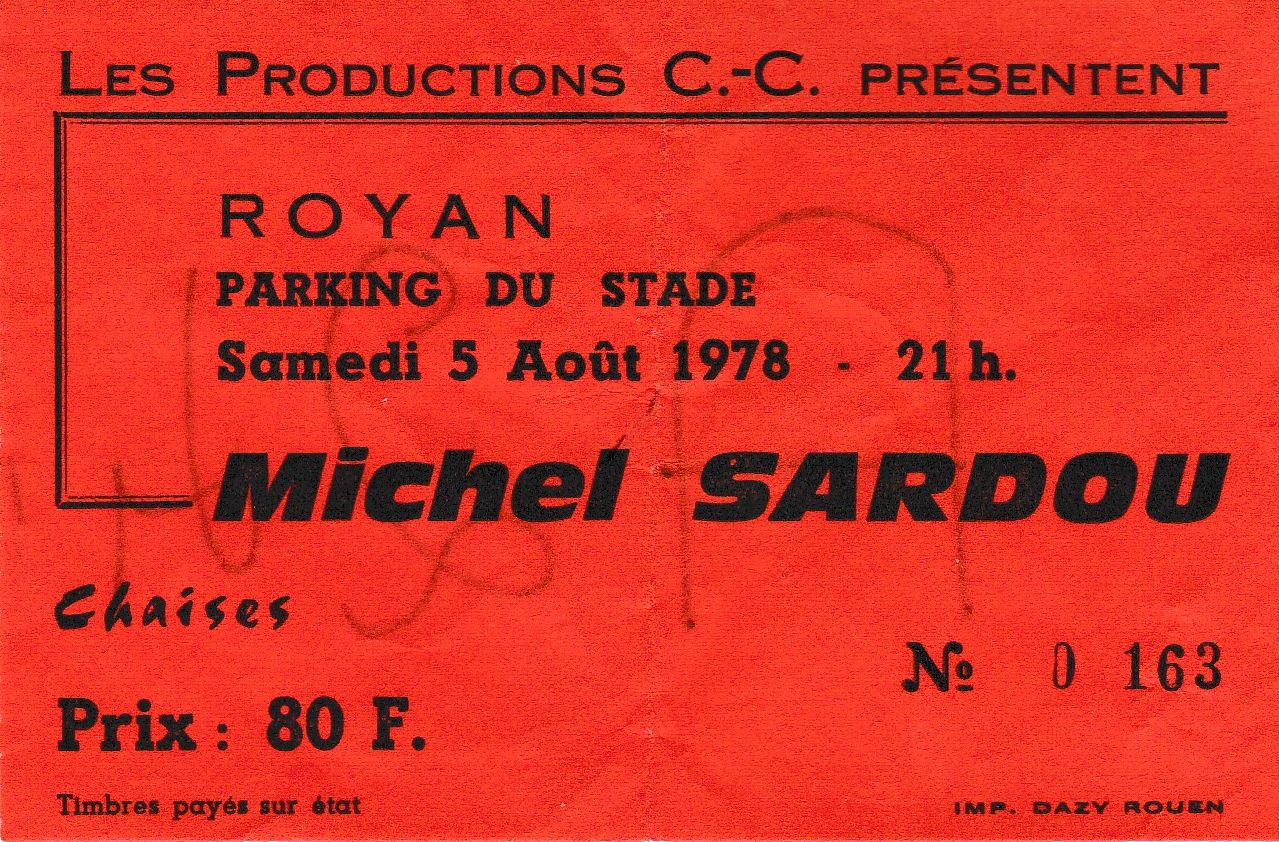 LES PRODUCTIONS C.-C. PRÉSENTENT
ROYAN
PARKING DU STADE
Samedi 5 Août 1978 - 21 h.
Michel SARDOU
Chaises
Nº 0 163
Prix : 80 F.
Timbres payés sur état
IMP. DAZY ROUEN